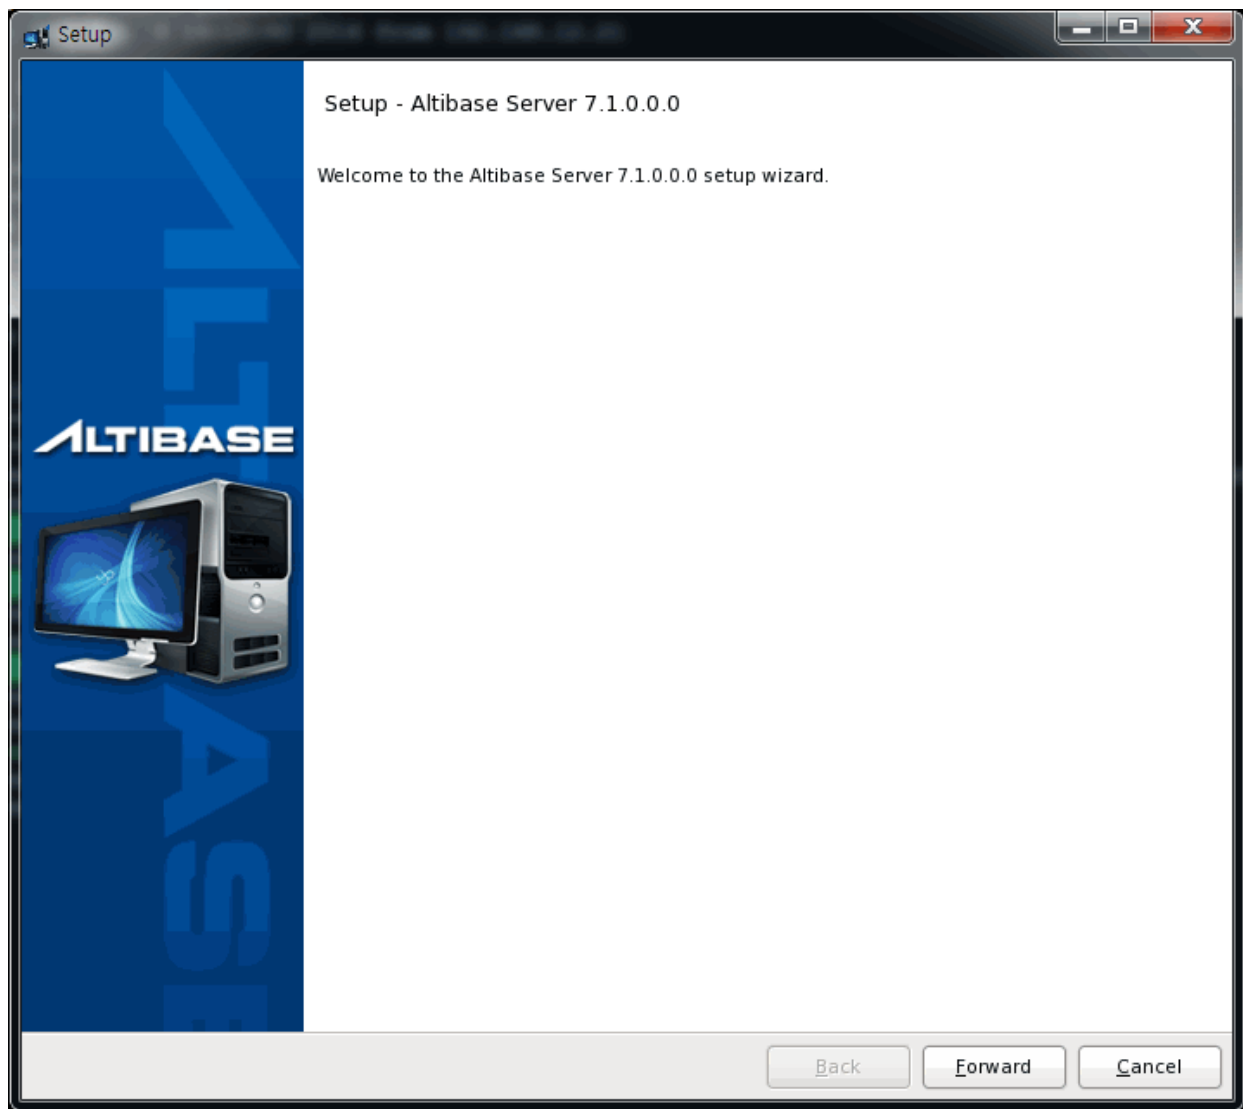 Setup
Setup - Altibase Server 7.1.0.0.0
Welcome to the Altibase Server 7.1.0.0.0 setup wizard.
ALTIBASE
ALTIBASE
Back
Forward
Cancel